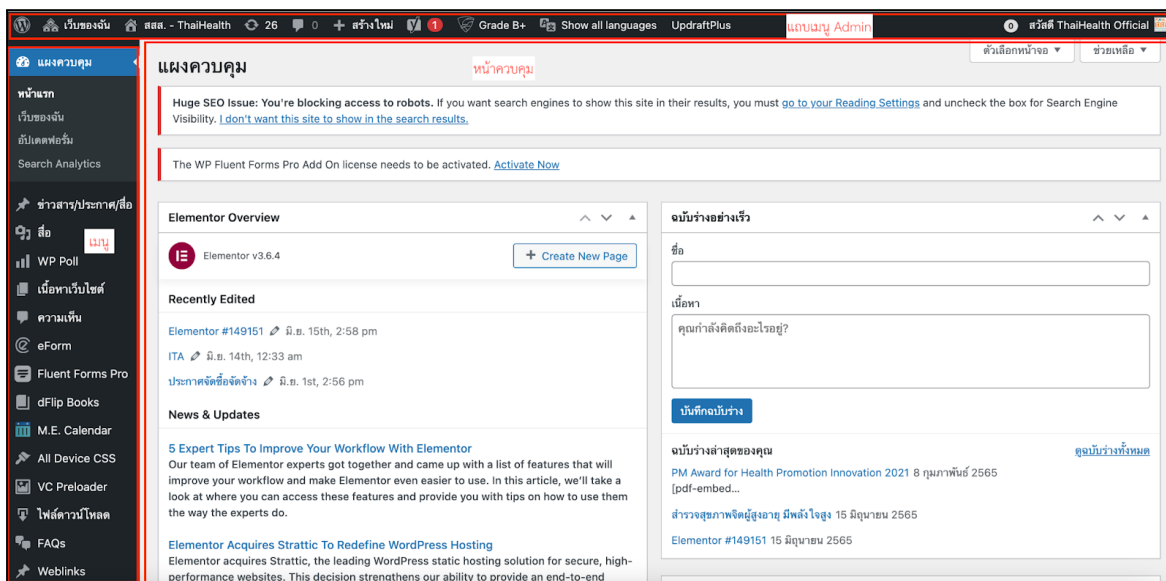 เว็บของฉัน สสส. - ThaiHealth 26 0 + สร้างใหม่ 1 Grade B+ Show all languages UpdraftPlus แถบเมนู Admin 0 สวัสดี ThaiHealth Official
แผงควบคุม
หน้าแรก
เว็บของฉัน
อัปเดตฟอร์ม
Search Analytics
ข่าวสาร/ประกาศ/สื่อ
สื่อ
เมนู
WP Poll
เนื้อหาเว็บไซต์
ความเห็น
eForm
Fluent Forms Pro
dFlip Books
M.E. Calendar
All Device CSS
VC Preloader
ไฟล์ดาวน์โหลด
FAQs
Weblinks
ตัวเลือกหน้าจอ ช่วยเหลือ
แผงควบคุม
หน้าควบคุม
Huge SEO Issue: You're blocking access to robots. If you want search engines to show this site in their results, you must go to your Reading Settings and uncheck the box for Search Engine
Visibility. I don't want this site to show in the search results.
The WP Fluent Forms Pro Add On license needs to be activated. Activate Now
Elementor Overview
Elementor v3.6.4
+ Create New Page
Recently Edited
Elementor #149151 มิ.ย. 15th, 2:58 pm
ITA มิ.ย. 14th, 12:33 am
ประกาศจัดซื้อจัดจ้าง มิ.ย. 1st, 2:56 pm
News & Updates
5 Expert Tips To Improve Your Workflow With Elementor
Our team of Elementor experts got together and came up with a list of features that will
improve your workflow and make Elementor even easier to use. In this article, we'll take a
look at where you can access these features and provide you with tips on how to use them
the way the experts do.
Elementor Acquires Strattic To Redefine WordPress Hosting
Elementor acquires Strattic, the leading WordPress static hosting solution for secure, high-
performance websites. This decision strengthens our ability to provide an end-to-end
ฉบับร่างอย่างเร็ว
ชื่อ
เนื้อหา
คุณกำลังคิดถึงอะไรอยู่?
บันทึกฉบับร่าง
ฉบับร่างล่าสุดของคุณ ดูฉบับร่างทั้งหมด
PM Award for Health Promotion Innovation 2021 8 กุมภาพันธ์ 2565
[pdf-embed...
สำรวจสุขภาพจิตผู้สูงอายุ มีพลังใจสูง 15 มิถุนายน 2565
Elementor #149151 15 มิถุนายน 2565